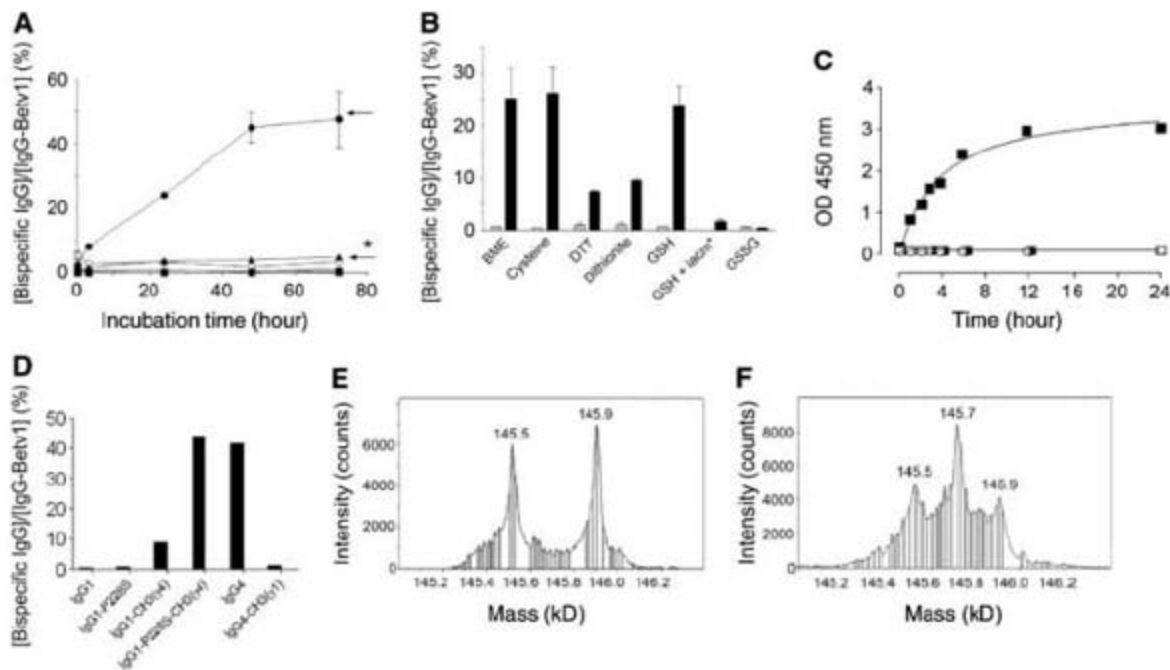 A
[Bispecific IgG]/[IgG-Betv1] (%)
60
40
20
0
*
0 20 40 60 80
Incubation time (hour)
B
[Bispecific IgG]/[IgG-Betv1] (%)
30
20
10
0
BME
Cysteine
DTT
Dithionite
GSH
GSH + Iacm*
GSSG
C
OD 450 nm
4
3
2
1
0
0 4 8 12 16 20 24
Time (hour)
D
[Bispecific IgG]/[IgG-Betv1] (%)
50
40
30
20
10
0
IgG1
IgG1-P228S
IgG1-CH3(γ4)
IgG1-P228S-CH3(γ4)
IgG4
IgG4-CH3(γ1)
E
Intensity (counts)
6000
4000
2000
0
145.5
145.9
145.2 145.4 145.6 145.8 146.0 146.2
Mass (kD)
F
Intensity (counts)
8000
6000
4000
2000
0
145.5
145.7
145.9
145.2 145.4 145.6 145.8 146.0 146.2
Mass (kD)